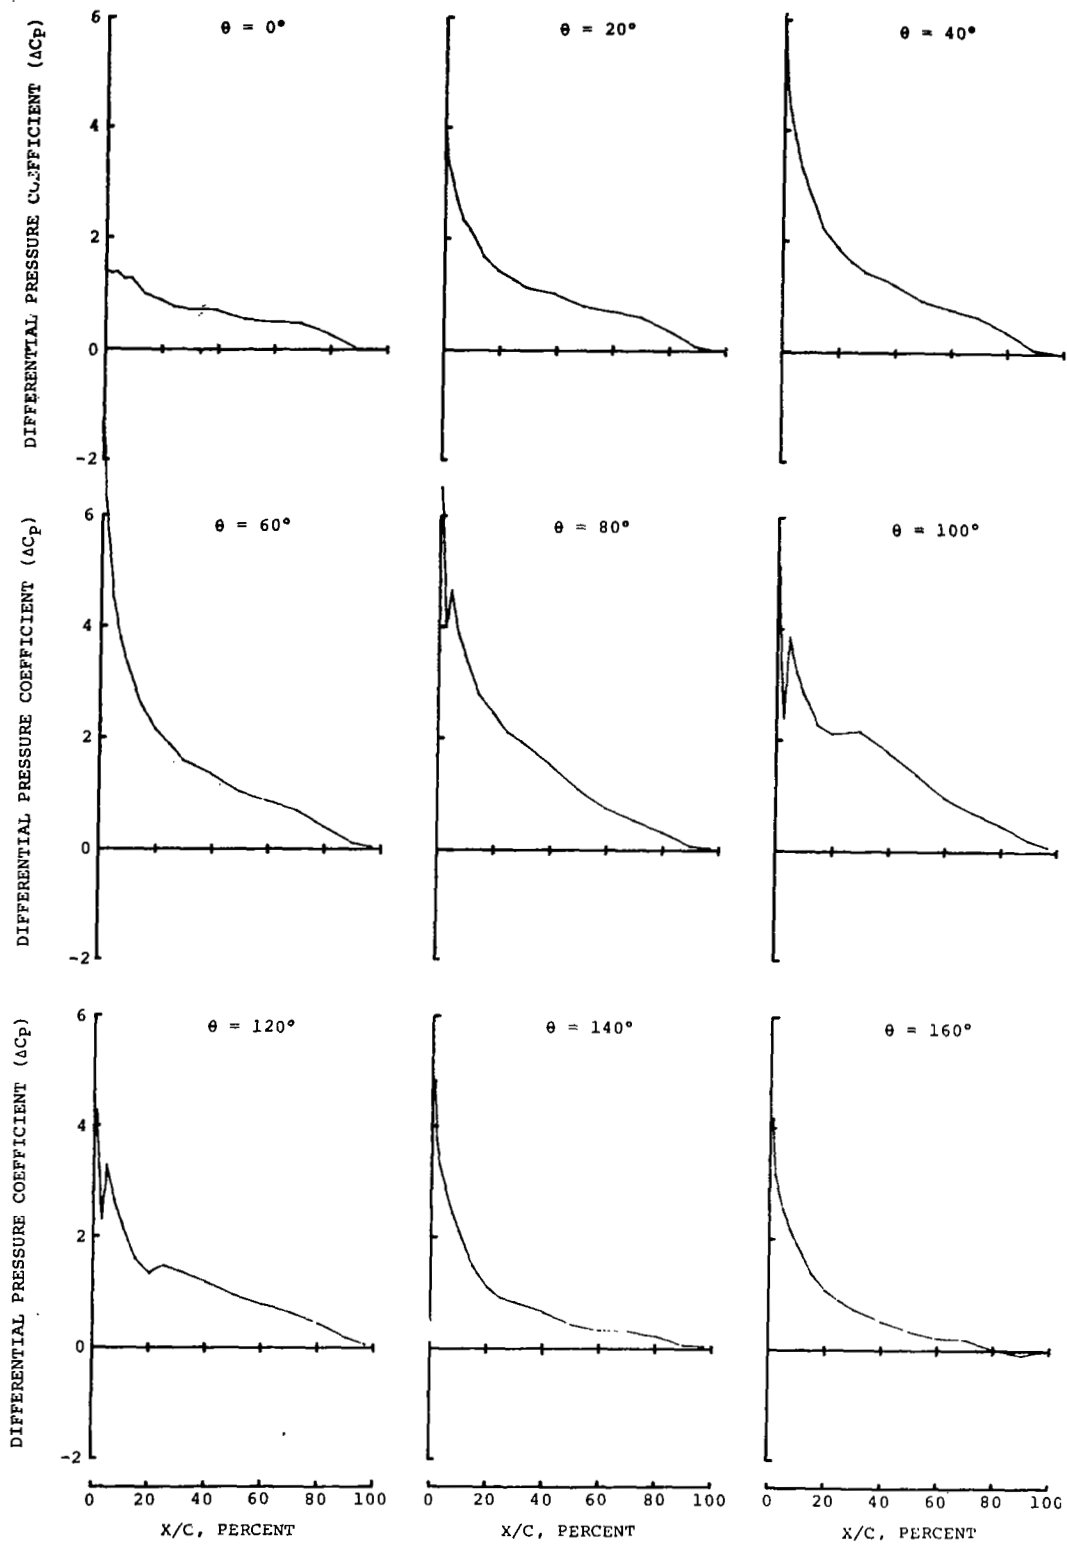 DIFFERENTIAL PRESSURE COEFFICIENT (ΔCp)
6
4
2
0
-2
θ = 0°
θ = 20°
θ = 40°
DIFFERENTIAL PRESSURE COEFFICIENT (ΔCp)
6
4
2
0
-2
θ = 60°
θ = 80°
θ = 100°
DIFFERENTIAL PRESSURE COEFFICIENT (ΔCp)
6
4
2
0
-2
θ = 120°
θ = 140°
θ = 160°
0 20 40 60 80 100
X/C, PERCENT
0 20 40 60 80 100
X/C, PERCENT
0 20 40 60 80 100
X/C, PERCENT